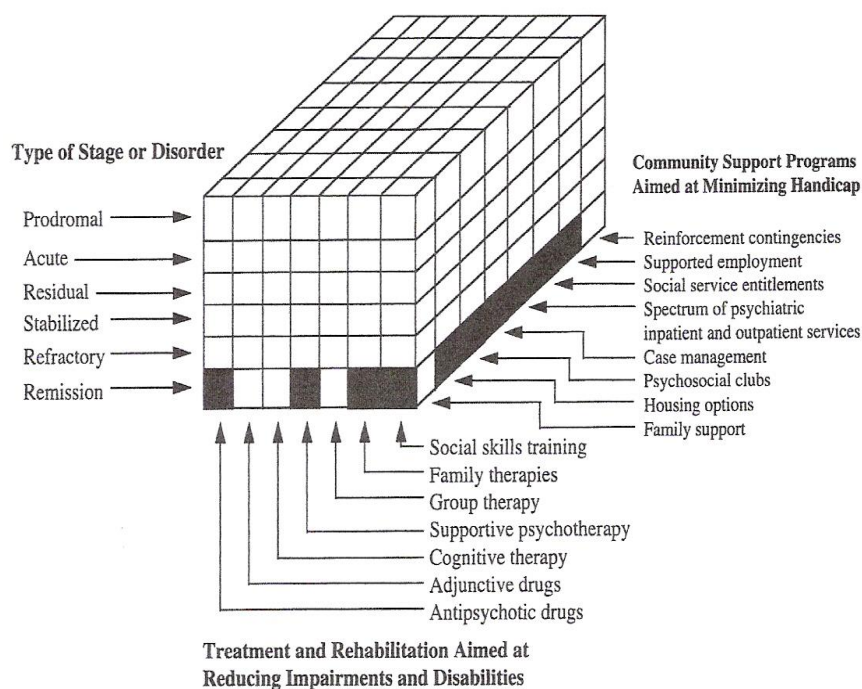 Type of Stage or Disorder
Prodromal
Acute
Residual
Stabilized
Refractory
Remission
Community Support Programs
Aimed at Minimizing Handicap
Reinforcement contingencies
Supported employment
Social service entitlements
Spectrum of psychiatric
inpatient and outpatient services
Case management
Psychosocial clubs
Housing options
Family support
Social skills training
Family therapies
Group therapy
Supportive psychotherapy
Cognitive therapy
Adjunctive drugs
Antipsychotic drugs
Treatment and Rehabilitation Aimed at
Reducing Impairments and Disabilities